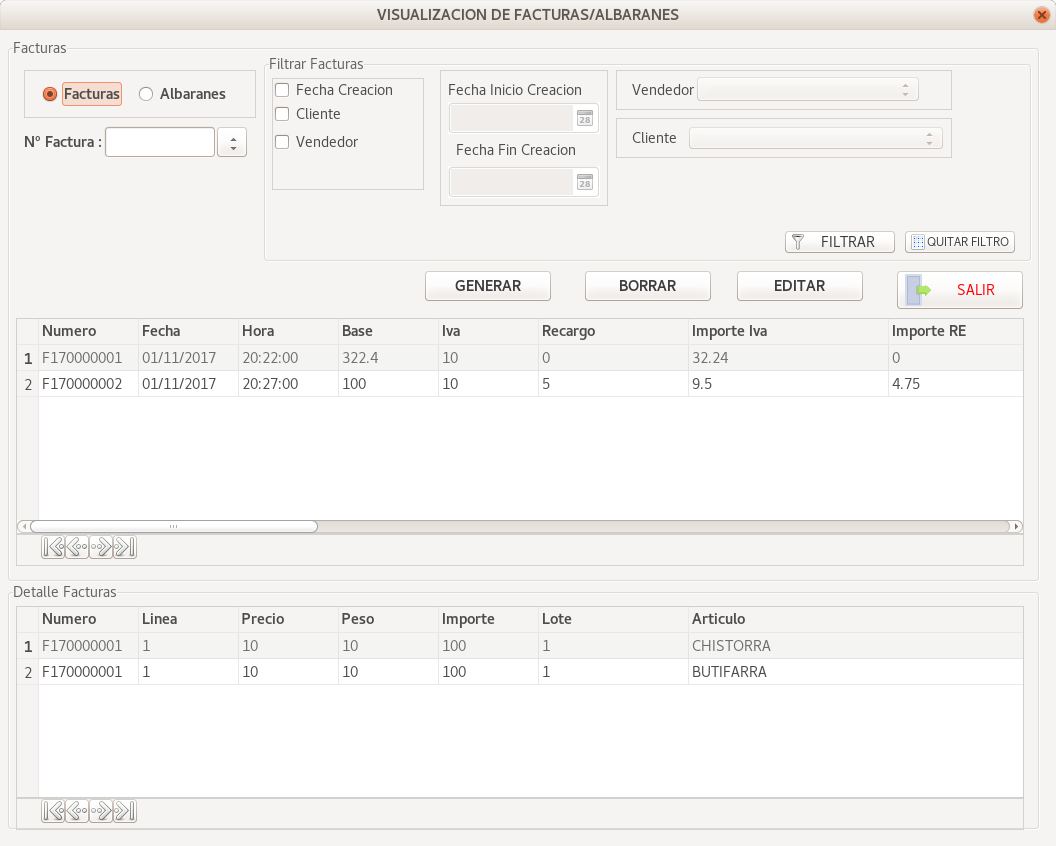 VISUALIZACION DE FACTURAS/ALBARANES
Facturas
Facturas Albaranes
Nº Factura :
Filtrar Facturas
Fecha Creacion
Cliente
Vendedor
Fecha Inicio Creacion
28
Fecha Fin Creacion
28
Vendedor
Cliente
FILTRAR QUITAR FILTRO
GENERAR BORRAR EDITAR SALIR
Numero Fecha Hora Base Iva Recargo Importe Iva Importe RE
1 F170000001 01/11/2017 20:22:00 322.4 10 0 32.24 0
2 F170000002 01/11/2017 20:27:00 100 10 5 9.5 4.75
Detalle Facturas
Numero Linea Precio Peso Importe Lote Articulo
1 F170000001 1 10 10 100 1 CHISTORRA
2 F170000001 1 10 10 100 1 BUTIFARRA